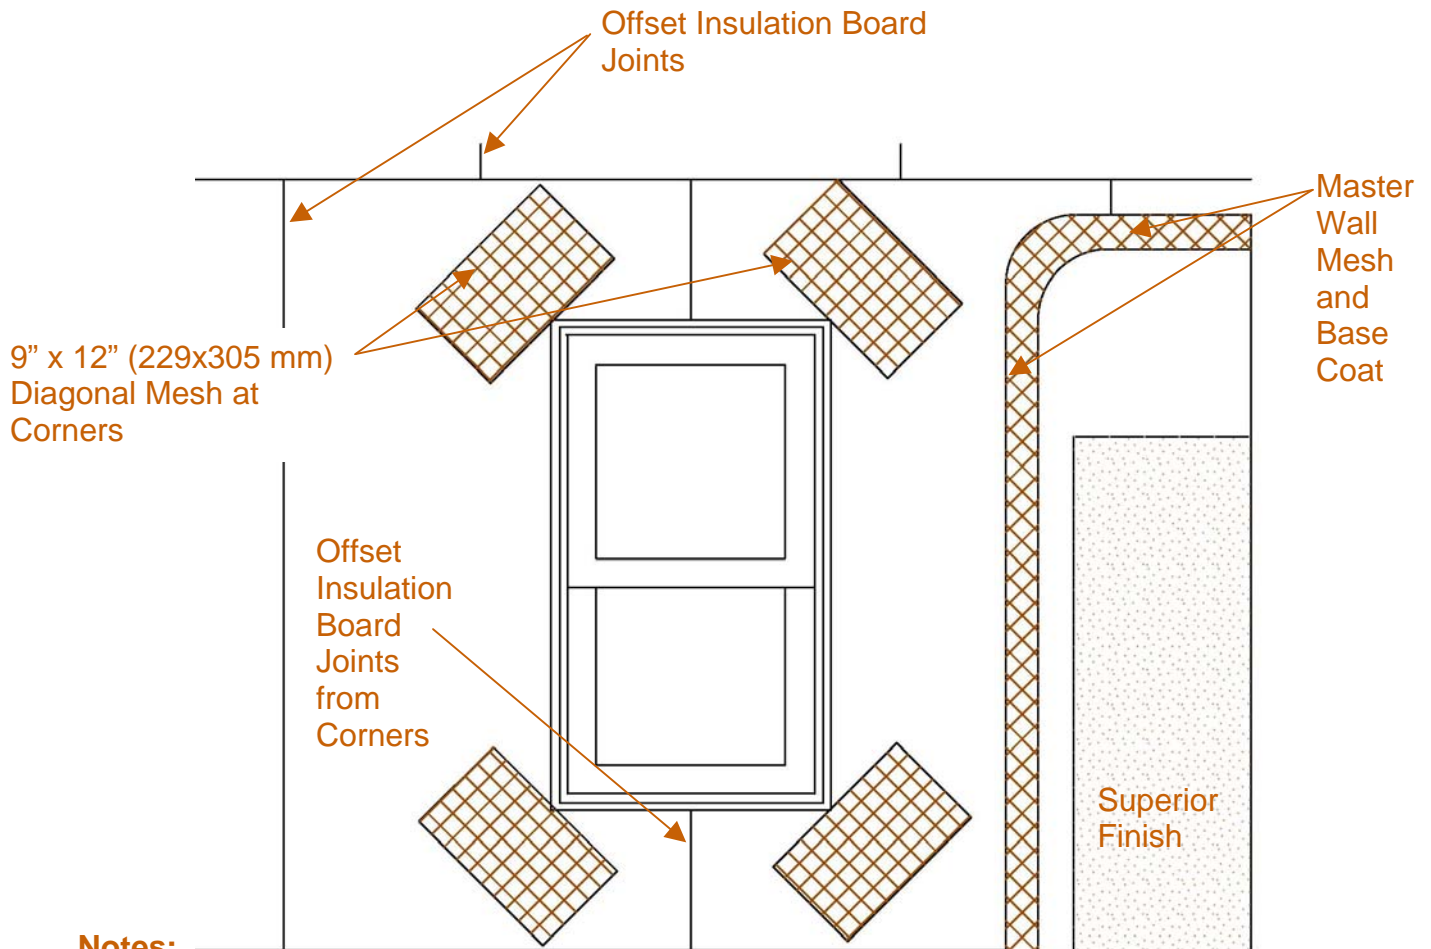 Offset Insulation Board
Joints
Master
Wall
Mesh
and
Base
Coat
9” x 12” (229x305 mm)
Diagonal Mesh at
Corners
Offset
Insulation
Board
Joints
from
Corners
Superior
Finish
Notes: